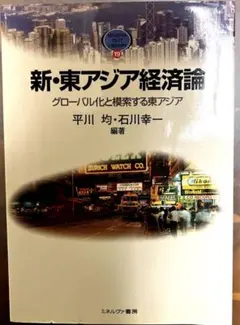 19
新・東アジア経済論
グローバル化と模索する東アジア
平川 均・石川幸一
編著
BURICH WATCH
ミネルヴァ書房